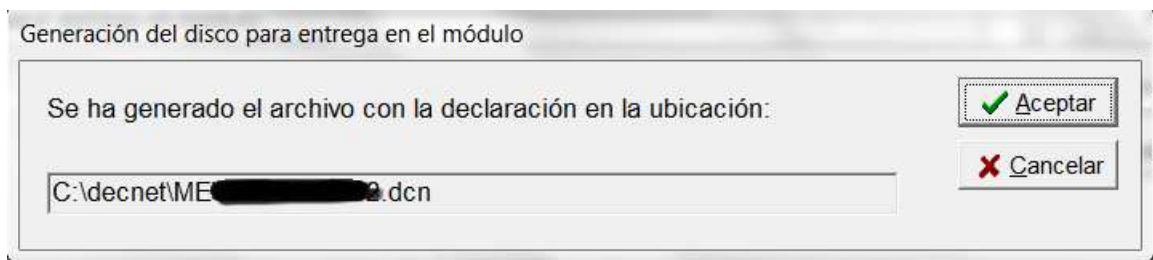 Generación del disco para entrega en el módulo
Se ha generado el archivo con la declaración en la ubicación:
Aceptar
Cancelar
C:\decnet\ME 2.dcn